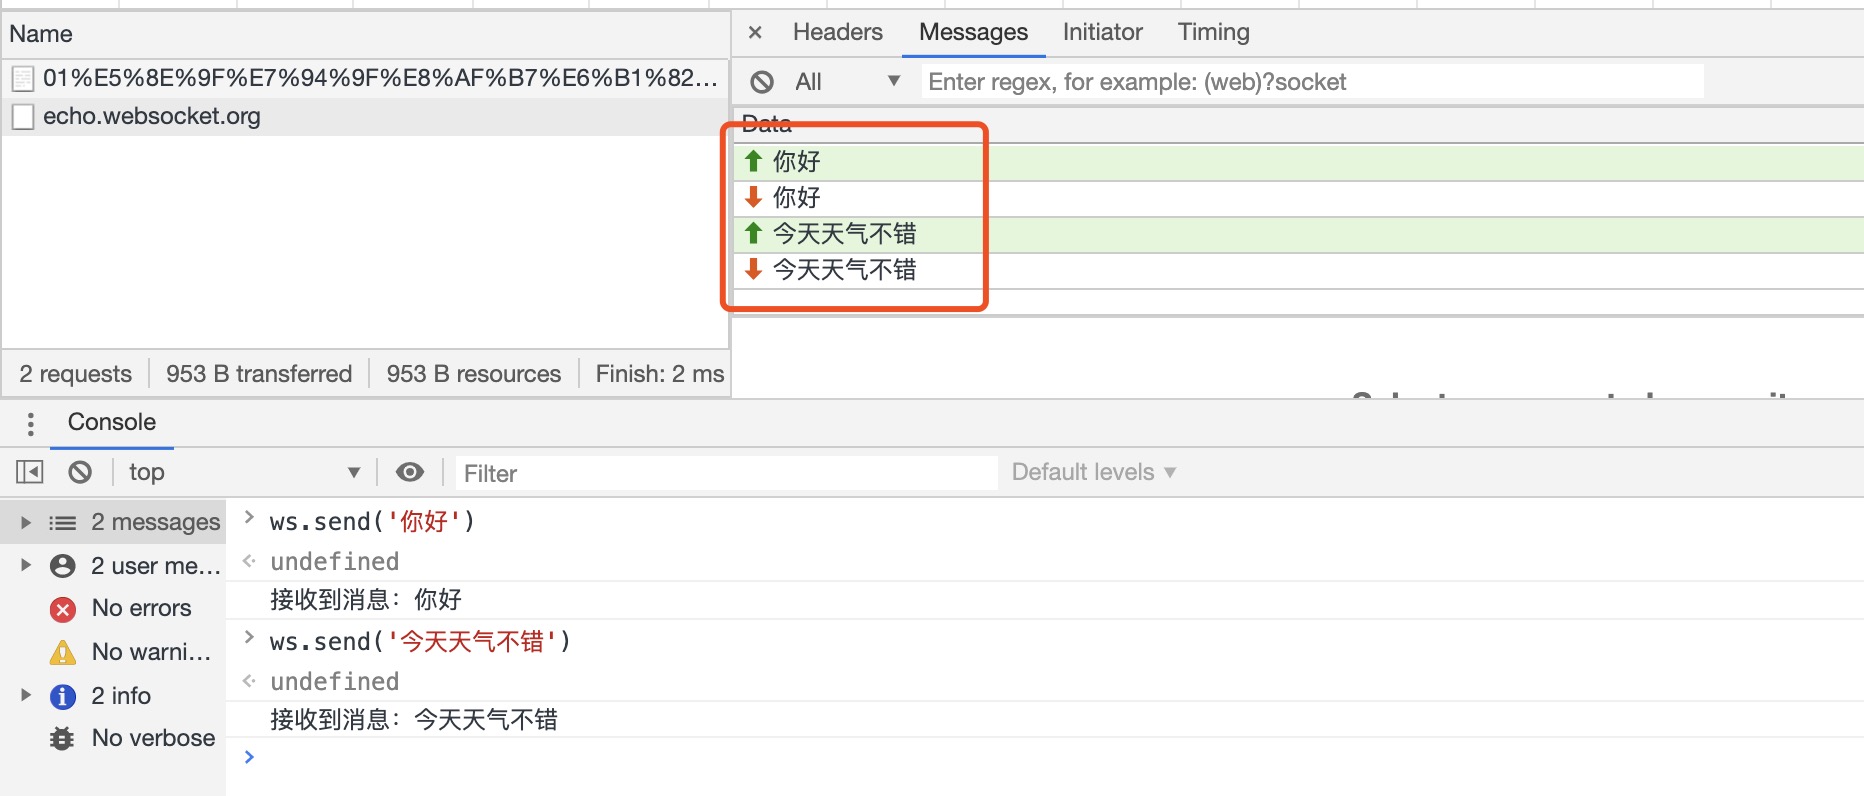 Name
01%E5%8E%9F%E7%94%9F%E8%AF%B7%E6%B1%82...
echo.websocket.org
2 requests 953 B transferred 953 B resources Finish: 2 ms
Headers Messages Initiator Timing
All Enter regex, for example: (web)?socket
Data
你好
你好
今天天气不错
今天天气不错
Console
top Filter Default levels
2 messages
2 user me...
No errors
No warni...
2 info
No verbose
ws.send('你好')
undefined
接收到消息：你好
ws.send('今天天气不错')
undefined
接收到消息：今天天气不错